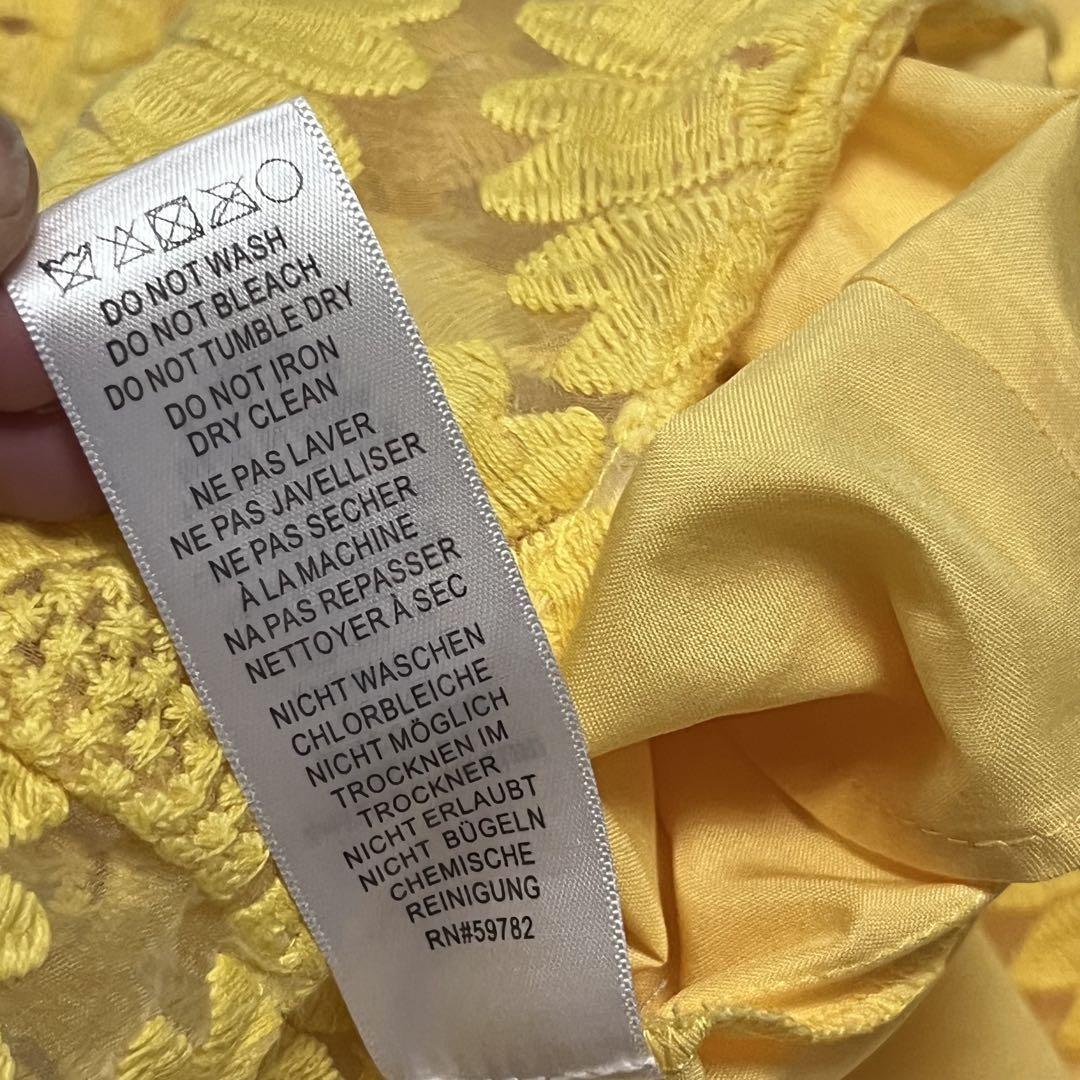 DO NOT WASH
DO NOT BLEACH
DO NOT TUMBLE DRY
DO NOT IRON
DRY CLEAN
NE PAS LAVER
NE PAS JAVELLISER
NE PAS SECHER
À LA MACHINE
NA PAS REPASSER
NETTOYER À SEC
NICHT WASCHEN
CHLORBLEICHE
NICHT MÖGLICH
TROCKNEN IM
TROCKNER
NICHT ERLAUBT
NICHT BÜGELN
CHEMISCHE
REINIGUNG
RN#59782